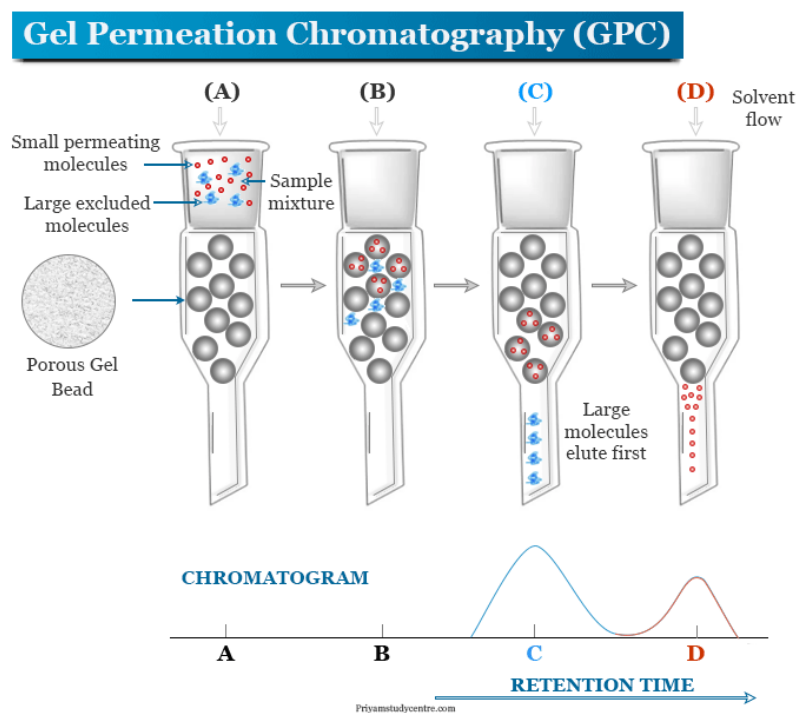 Gel Permeation Chromatography (GPC)
(A)
(B)
(C)
(D)
Solvent
flow
Small permeating
molecules
Sample
mixture
Large excluded
molecules
Porous Gel
Bead
Large
molecules
elute first
CHROMATOGRAM
A
B
C
D
RETENTION TIME
Priyamstudycentre.com